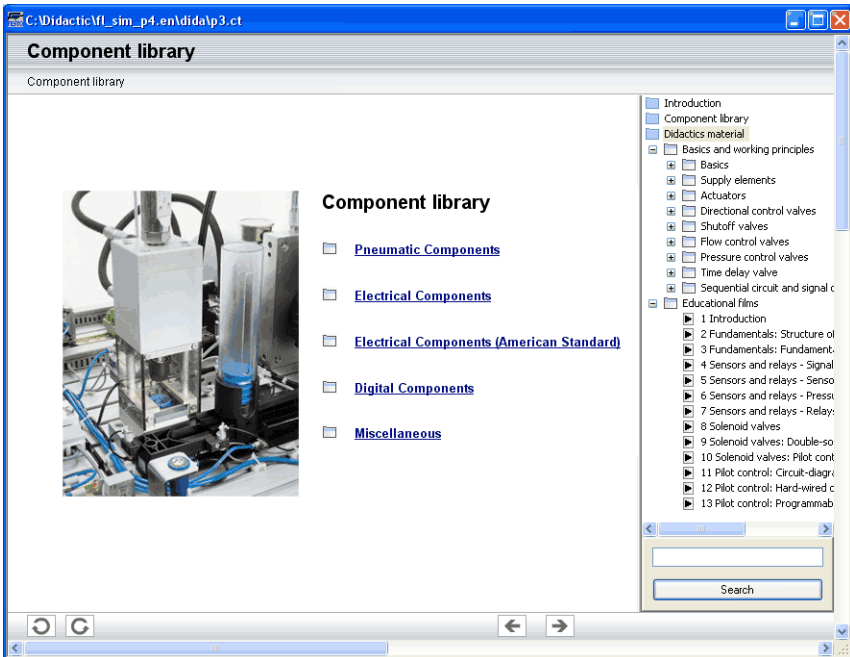 C:\Didactic\fl_sim_p4.en\dida\p3.ct
Component library
Component library
Component library
Pneumatic Components
Electrical Components
Electrical Components (American Standard)
Digital Components
Miscellaneous
Introduction
Component library
Didactics material
Basics and working principles
Basics
Supply elements
Actuators
Directional control valves
Shutoff valves
Flow control valves
Pressure control valves
Time delay valve
Sequential circuit and signal
Educational films
1 Introduction
2 Fundamentals: Structure of
3 Fundamentals: Fundament
4 Sensors and relays - Signal
5 Sensors and relays - Senso
6 Sensors and relays - Pressu
7 Sensors and relays - Relays
8 Solenoid valves
9 Solenoid valves: Double-so
10 Solenoid valves: Pilot cont
11 Pilot control: Circuit-diagra
12 Pilot control: Hard-wired c
13 Pilot control: Programmab
Search